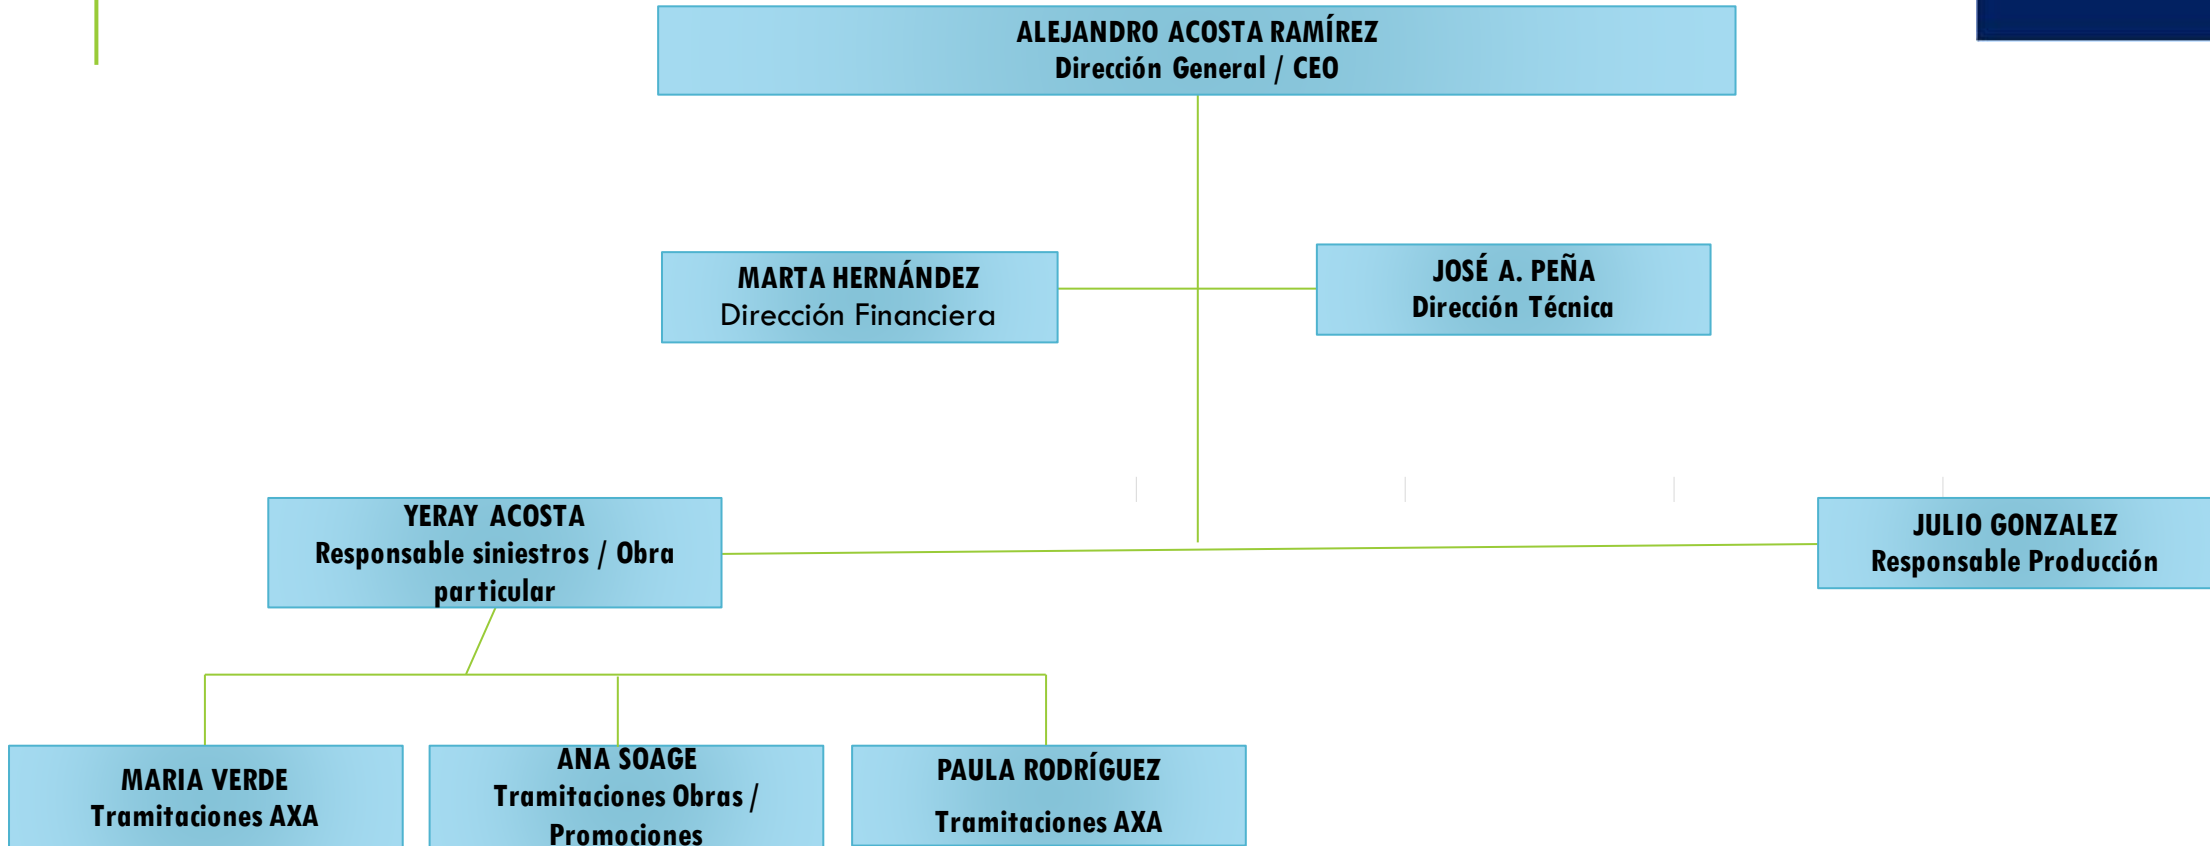 ALEJANDRO ACOSTA RAMÍREZ
Dirección General / CEO
MARTA HERNÁNDEZ
Dirección Financiera
JOSÉ A. PEÑA
Dirección Técnica
YERAY ACOSTA
Responsable siniestros / Obra
particular
JULIO GONZALEZ
Responsable Producción
MARIA VERDE
Tramitaciones AXA
ANA SOAGE
Tramitaciones Obras /
Promociones
PAULA RODRÍGUEZ
Tramitaciones AXA